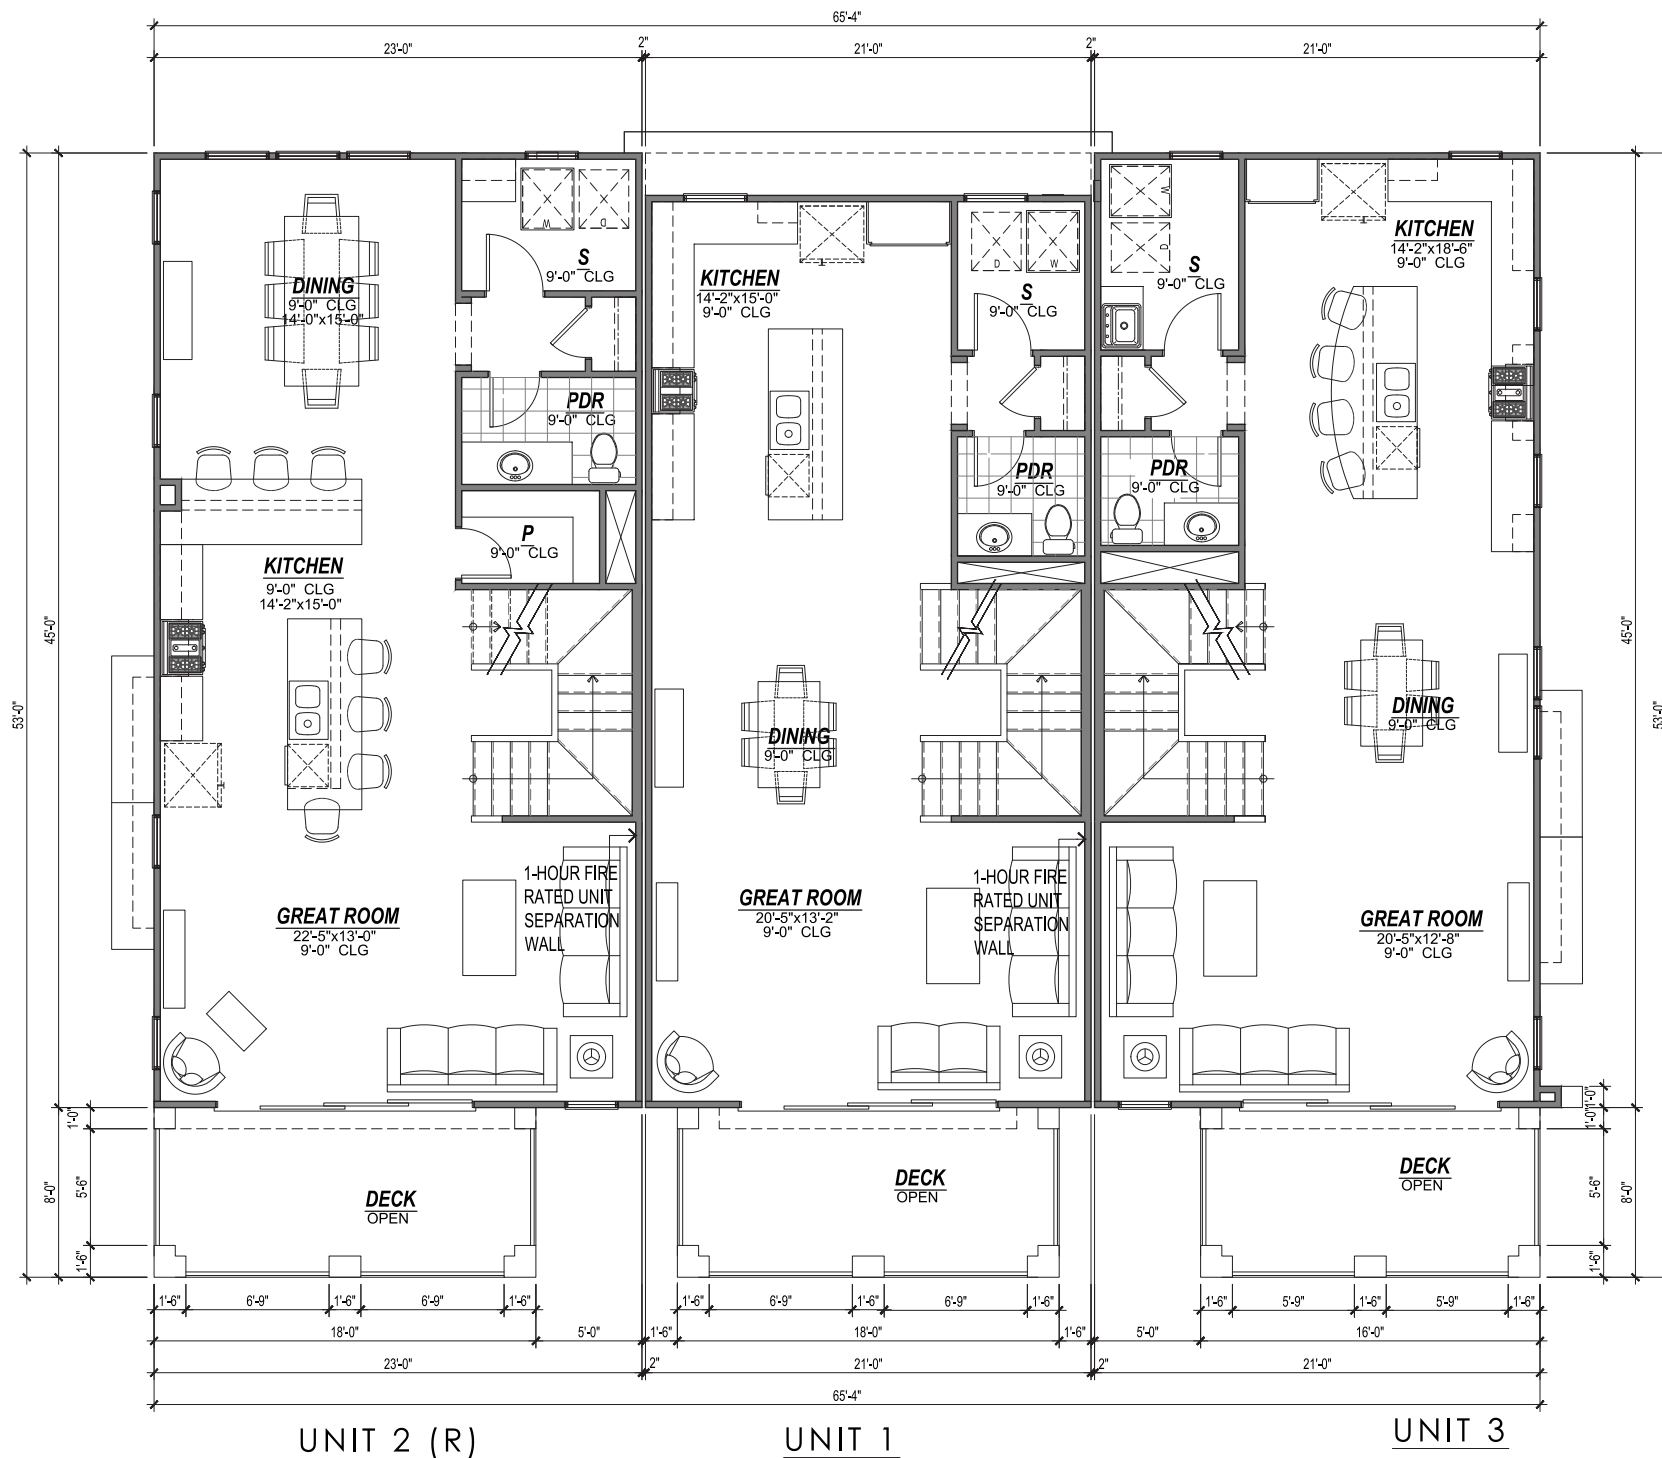 65'-4"
23'-0"
2"
21'-0"
2"
21'-0"
53'-0"
45'-0"
8'-0"
1'-0"
5'-6"
1'-6"
DINING
9'-0" CLG
14'-0"x15'-0"
W
D
S
9'-0" CLG
PDR
9'-0" CLG
P
9'-0" CLG
KITCHEN
9'-0" CLG
14'-2"x15'-0"
1-HOUR FIRE
RATED UNIT
SEPARATION
WALL
GREAT ROOM
22'-5"x13'-0"
9'-0" CLG
DECK
OPEN
KITCHEN
14'-2"x15'-0"
9'-0" CLG
D
W
S
9'-0" CLG
PDR
9'-0" CLG
DINING
9'-0" CLG
1-HOUR FIRE
RATED UNIT
SEPARATION
WALL
GREAT ROOM
20'-5"x13'-2"
9'-0" CLG
DECK
OPEN
W
D
S
9'-0" CLG
KITCHEN
14'-2"x18'-6"
9'-0" CLG
PDR
9'-0" CLG
DINING
9'-0" CLG
GREAT ROOM
20'-5"x12'-8"
9'-0" CLG
DECK
OPEN
45'-0"
53'-0"
1'-0"
1'-0"
5'-6"
1'-6"
8'-0"
1'-6" 6'-9" 1'-6" 6'-9" 1'-6"
1'-6" 6'-9" 1'-6" 6'-9" 1'-6"
1'-6" 5'-9" 1'-6" 5'-9" 1'-6"
18'-0" 5'-0" 1'-6" 18'-0" 1'-6" 5'-0" 16'-0"
23'-0" 2" 21'-0" 2" 21'-0"
65'-4"
UNIT 2 (R)
UNIT 1
UNIT 3